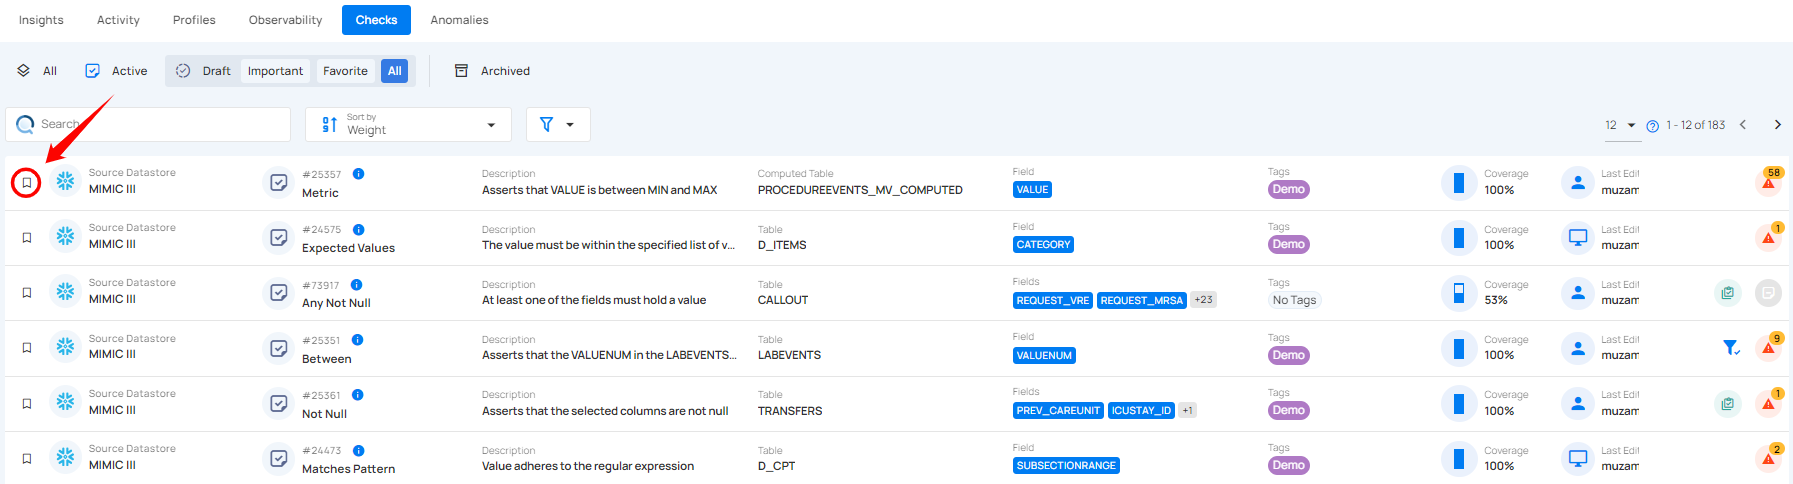 Insights Activity Profiles Observability Checks Anomalies
All Active Draft Important Favorite All Archived
Search Sort by Weight 12 1 - 12 of 183
Source Datastore #25357 Description Computed Table Field Tags Coverage Last Edit 58
MIMIC III Metric Asserts that VALUE is between MIN and MAX PROCEDUREEVENTS_MV_COMPUTED VALUE Demo 100% muzam
Source Datastore #24575 Description Table Field Tags Coverage Last Edit 1
MIMIC III Expected Values The value must be within the specified list of v... D_ITEMS CATEGORY Demo 100% muzam
Source Datastore #73917 Description Table Fields Tags Coverage Last Edit
MIMIC III Any Not Null At least one of the fields must hold a value CALLOUT REQUEST_VRE REQUEST_MRSA +23 No Tags 53% muzam
Source Datastore #25351 Description Table Field Tags Coverage Last Edit 9
MIMIC III Between Asserts that the VALUENUM in the LABEVENTS... LABEVENTS VALUENUM Demo 100% muzam
Source Datastore #25361 Description Table Fields Tags Coverage Last Edit 1
MIMIC III Not Null Asserts that the selected columns are not null TRANSFERS PREV_CAREUNIT ICUSTAY_ID +1 Demo 100% muzam
Source Datastore #24473 Description Table Field Tags Coverage Last Edit 2
MIMIC III Matches Pattern Value adheres to the regular expression D_CPT SUBSECTIONRANGE Demo 100% muzam